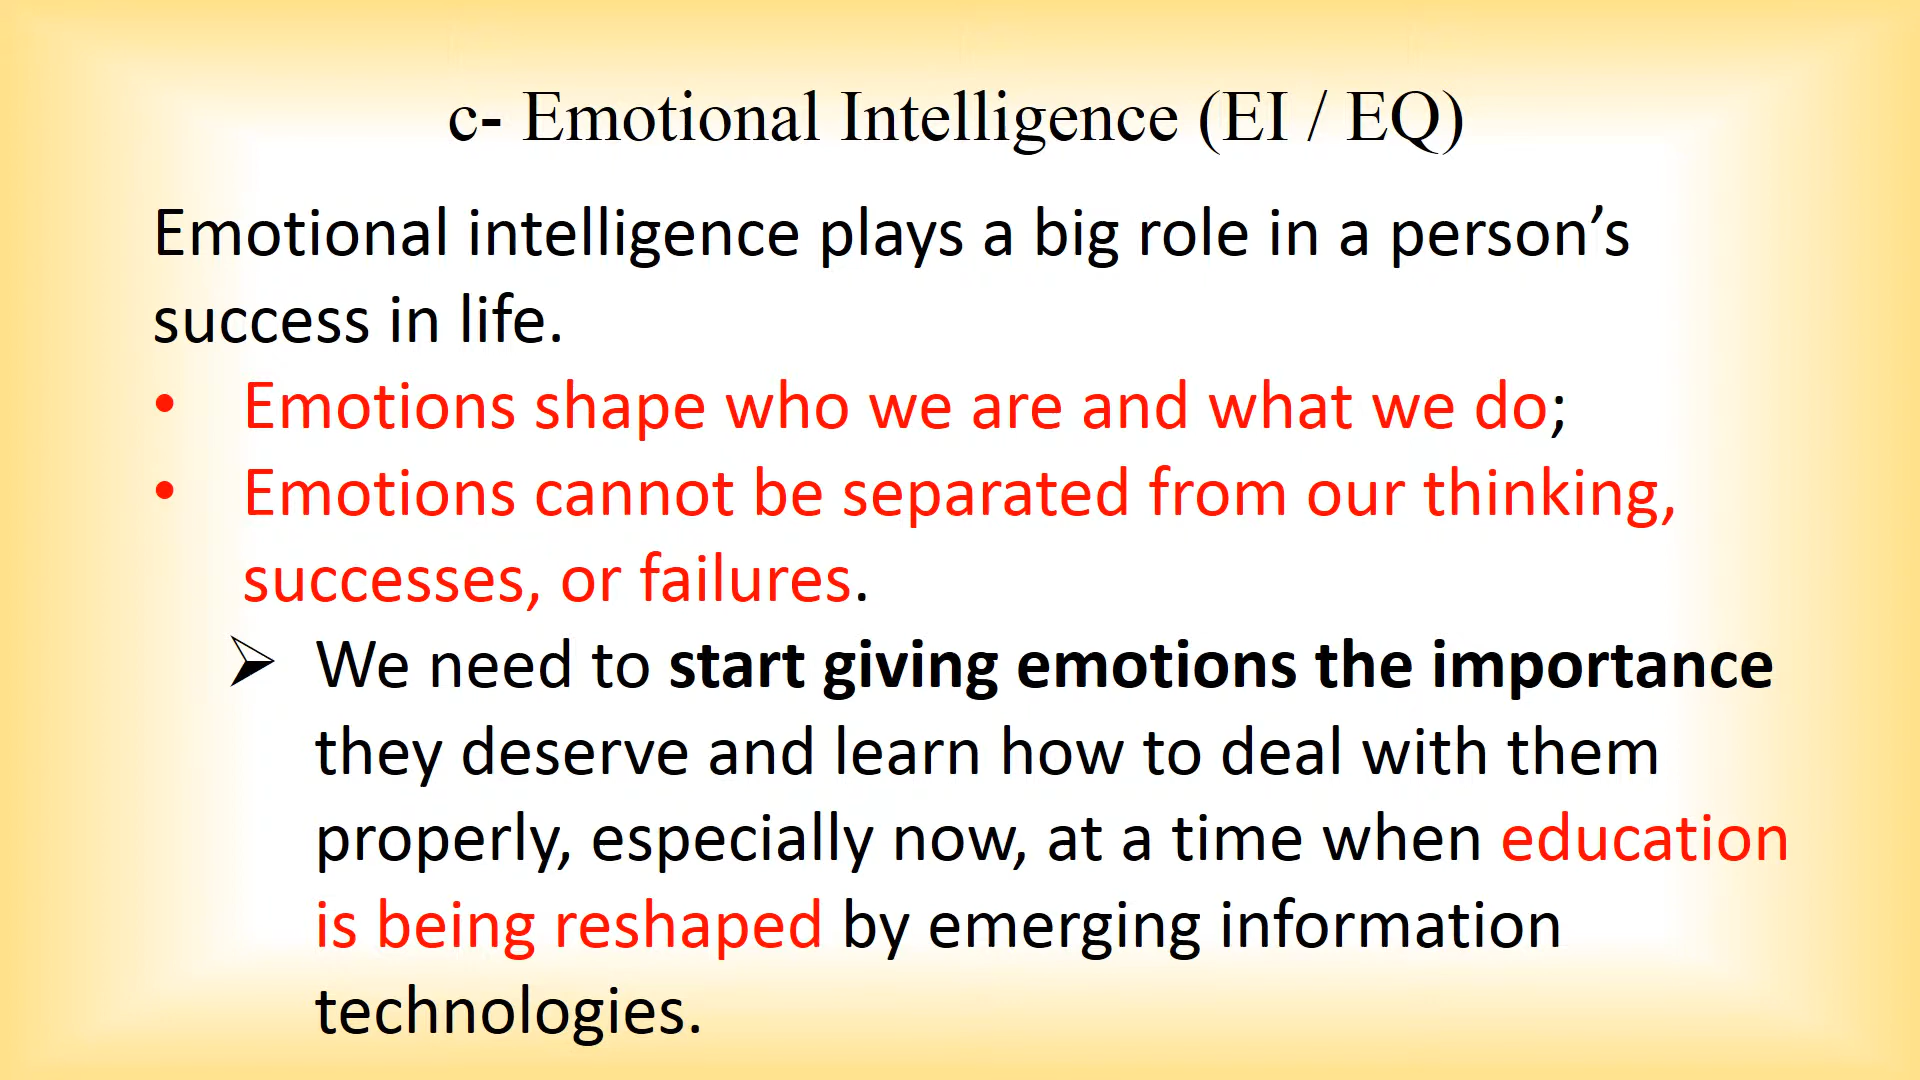 c- Emotional Intelligence (EI / EQ)
Emotional intelligence plays a big role in a person’s
success in life.
• Emotions shape who we are and what we do;
• Emotions cannot be separated from our thinking,
successes, or failures.
➢ We need to start giving emotions the importance
they deserve and learn how to deal with them
properly, especially now, at a time when education
is being reshaped by emerging information
technologies.